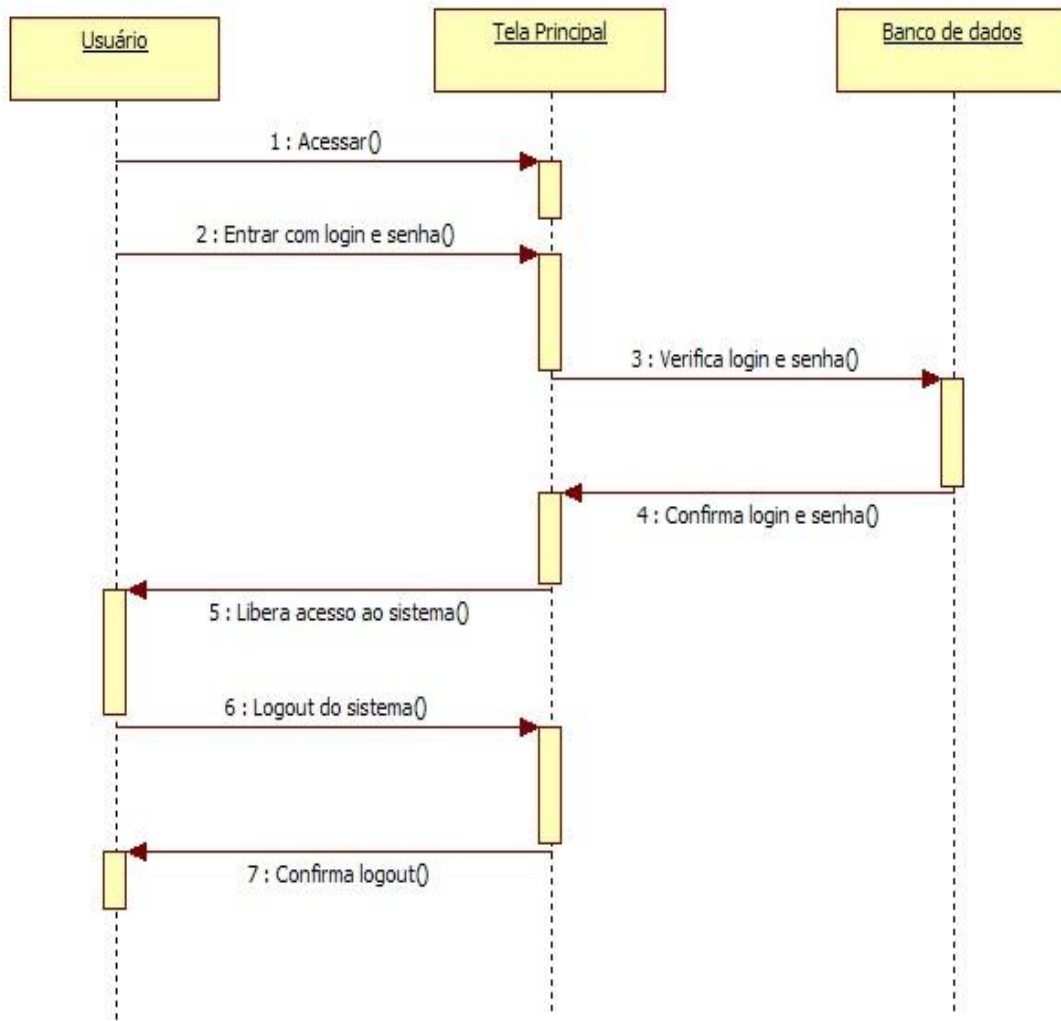 Usuário
Tela Principal
Banco de dados
1 : Acessar()
2 : Entrar com login e senha()
3 : Verifica login e senha()
4 : Confirma login e senha()
5 : Libera acesso ao sistema()
6 : Logout do sistema()
7 : Confirma logout()